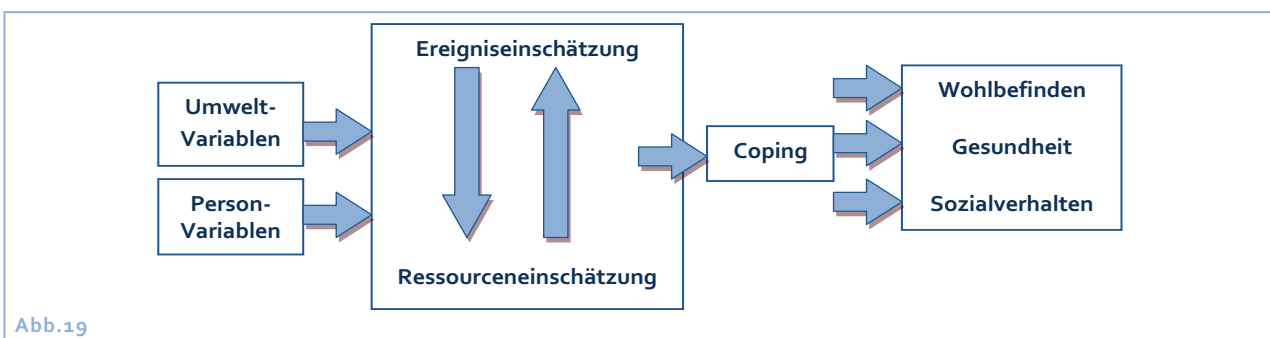 Ereigniseinschätzung
Umwelt-
Variablen
Person-
Variablen
Ressourceneinschätzung
Coping
Wohlbefinden
Gesundheit
Sozialverhalten
Abb.19